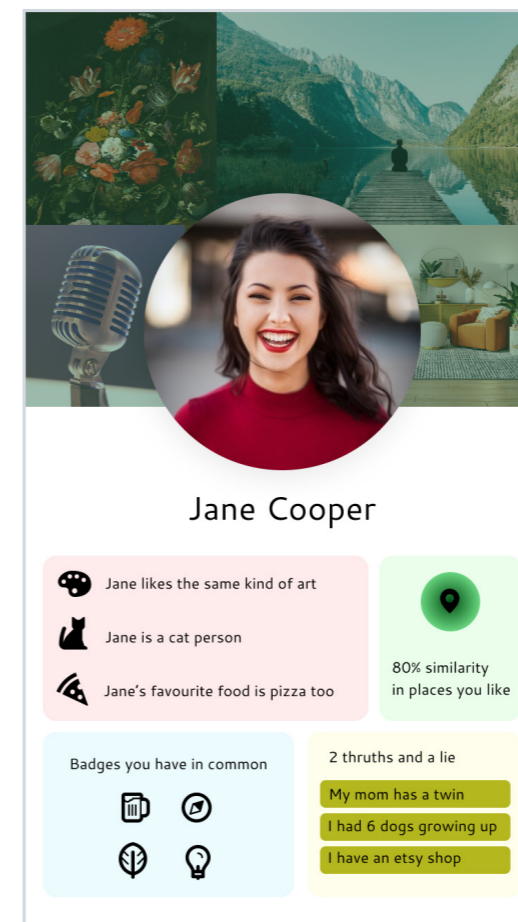 Jane Cooper
Jane likes the same kind of art
Jane is a cat person
Jane's favourite food is pizza too
80% similarity
in places you like
Badges you have in common
2 thruths and a lie
My mom has a twin
I had 6 dogs growing up
I have an etsy shop